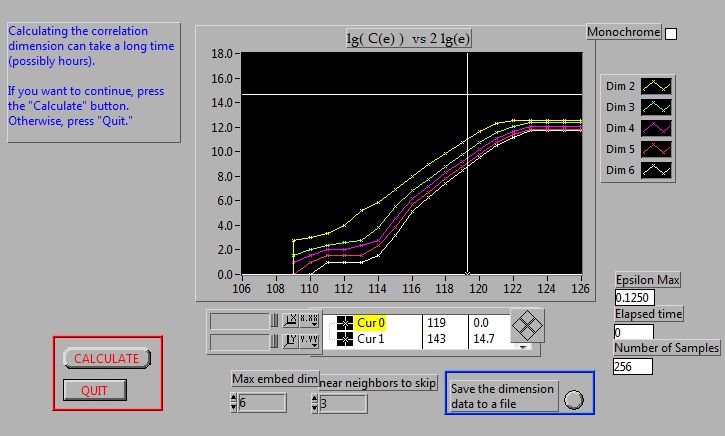 Calculating the correlation
dimension can take a long time
(possibly hours).
If you want to continue, press
the "Calculate" button.
Otherwise, press "Quit."
lg( C(e) ) vs 2 lg(e)
Monochrome
18.0
16.0
14.0
12.0
10.0
8.0
6.0
4.0
2.0
0.0
106 108 110 112 114 116 118 120 122 124 126
Dim 2
Dim 3
Dim 4
Dim 5
Dim 6
Epsilon Max
0.1250
Elapsed time
0
Number of Samples
256
X.XX
Y.YY
Cur 0 119 0.0
Cur 1 143 14.7
CALCULATE
QUIT
Max embed dim
6
near neighbors to skip
3
Save the dimension
data to a file